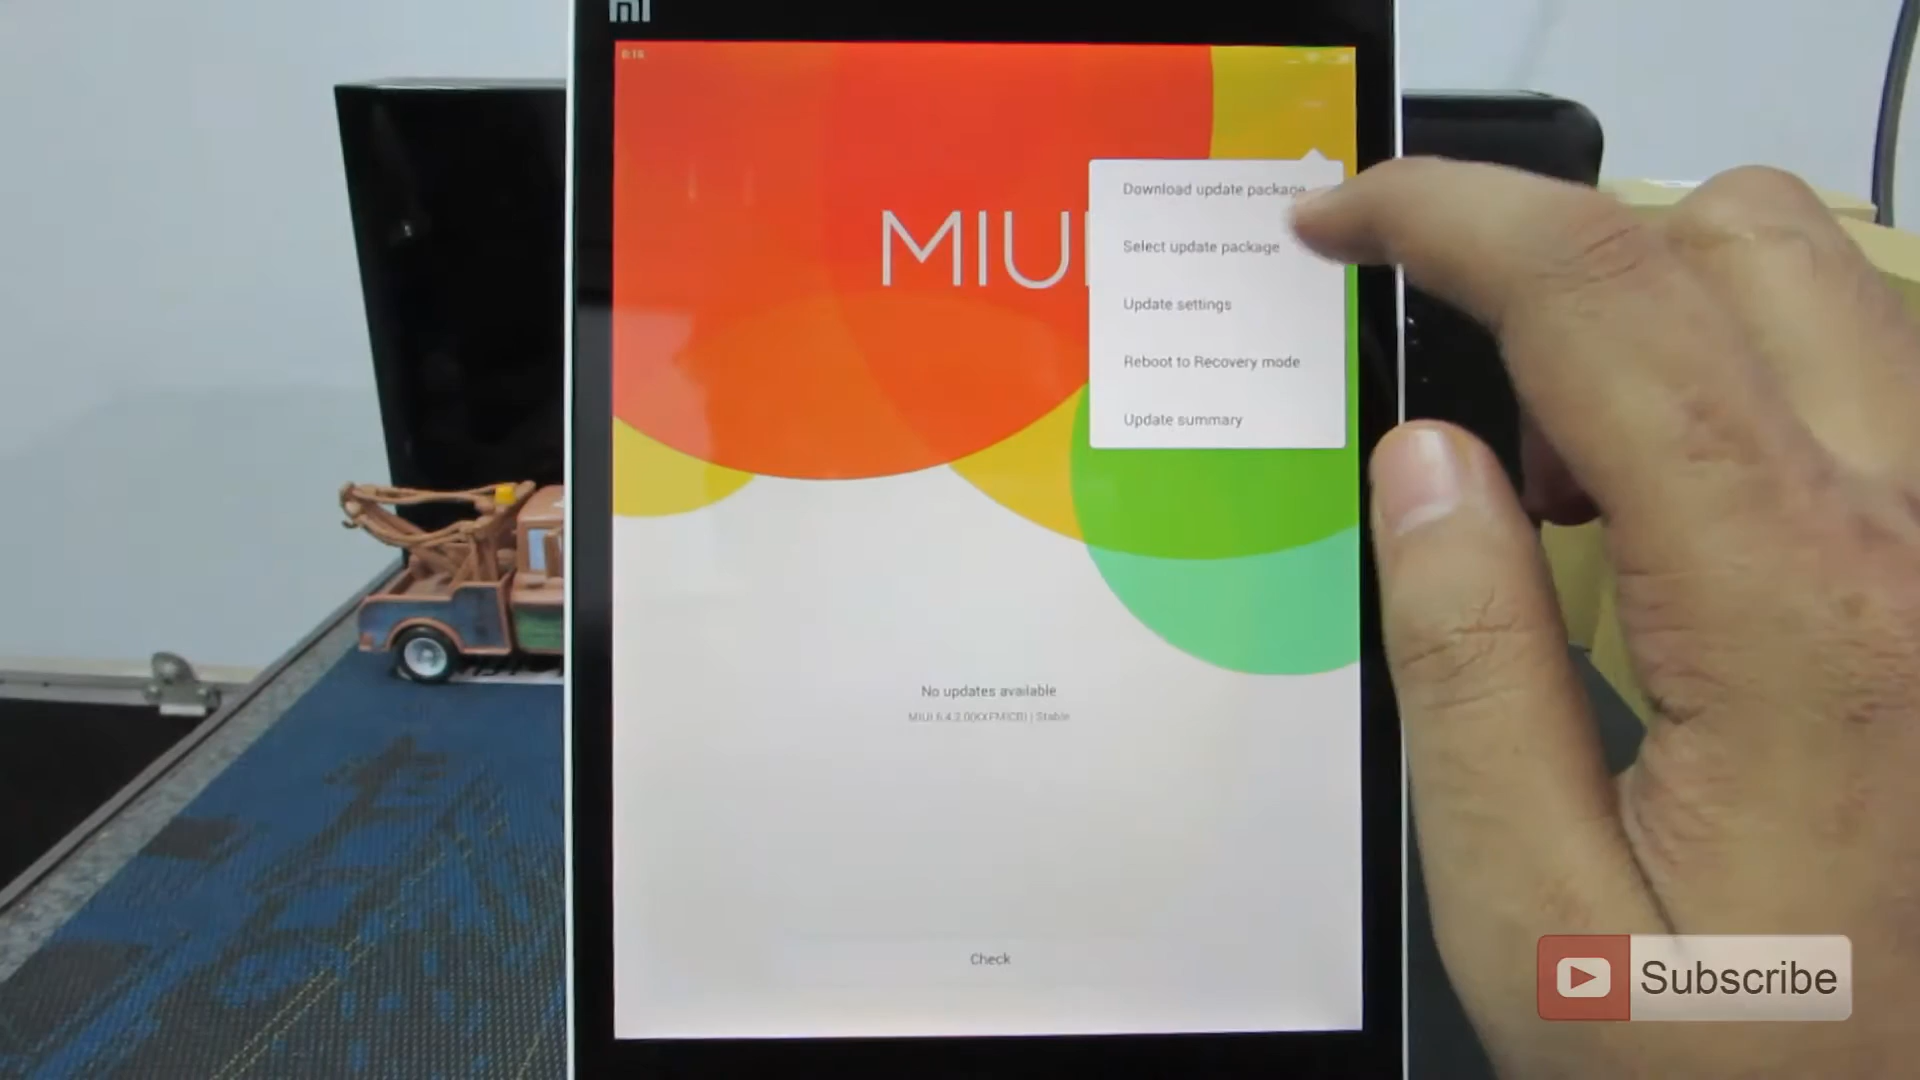 mi
Download update package
MIUI
Select update package
Update settings
Reboot to Recovery mode
Update summary
No updates available
Check
Subscribe